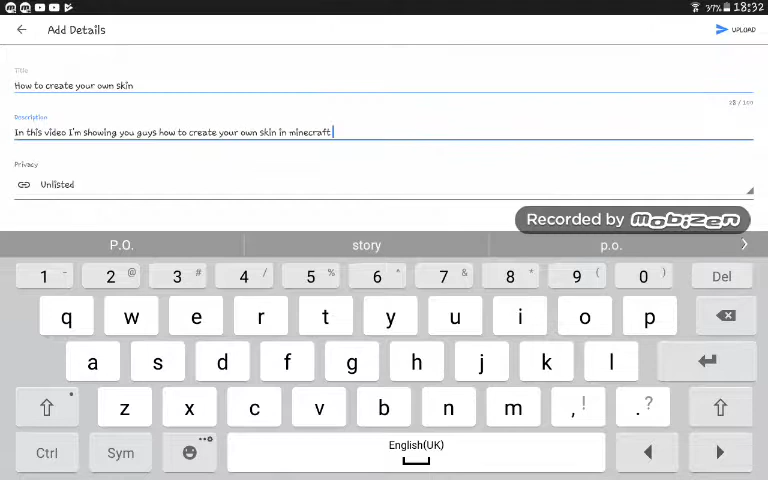 37% 18:32
Add Details
UPLOAD
Title
How to create your own skin
28 / 100
Description
In this video I'm showing you guys how to create your own skin in minecraft
Privacy
Unlisted
Recorded by mobizen
P.O. story p.o. >
1 - 2 @ 3 # 4 / 5 % 6 ^ 7 & 8 * 9 ( 0 ) Del
q w e r t y u i o p
a s d f g h j k l
z x c v b n m , ! . ?
Ctrl Sym English(UK)